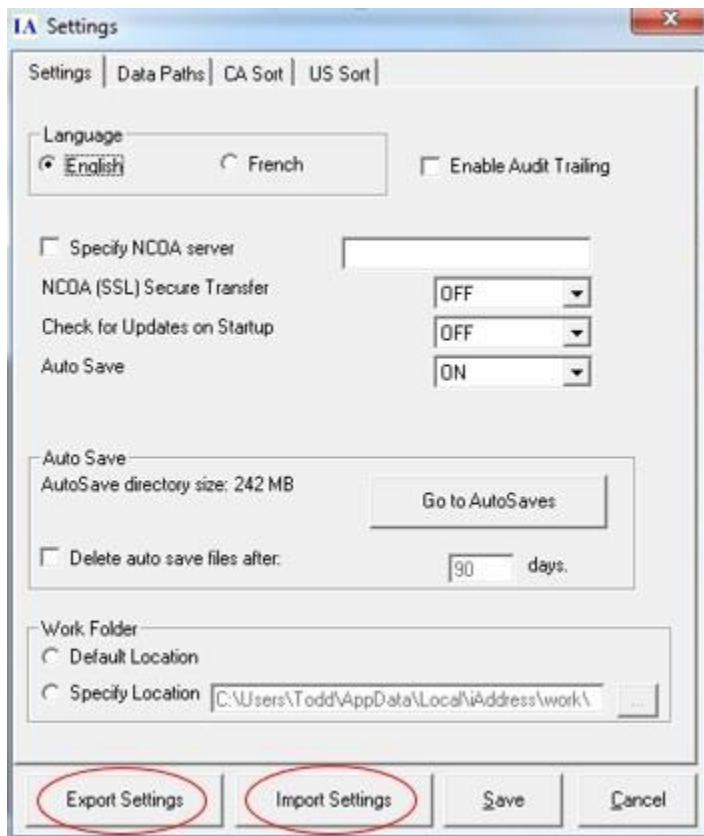 IA Settings
Settings Data Paths CA Sort US Sort
Language
English French Enable Audit Trailing
Specify NCOA server
NCOA (SSL) Secure Transfer OFF
Check for Updates on Startup OFF
Auto Save ON
Auto Save
AutoSave directory size: 242 MB Go to AutoSaves
Delete auto save files after: 90 days.
Work Folder
Default Location
Specify Location C:\Users\Todd\AppData\Local\iAddress\work\ ...
Export Settings Import Settings Save Cancel